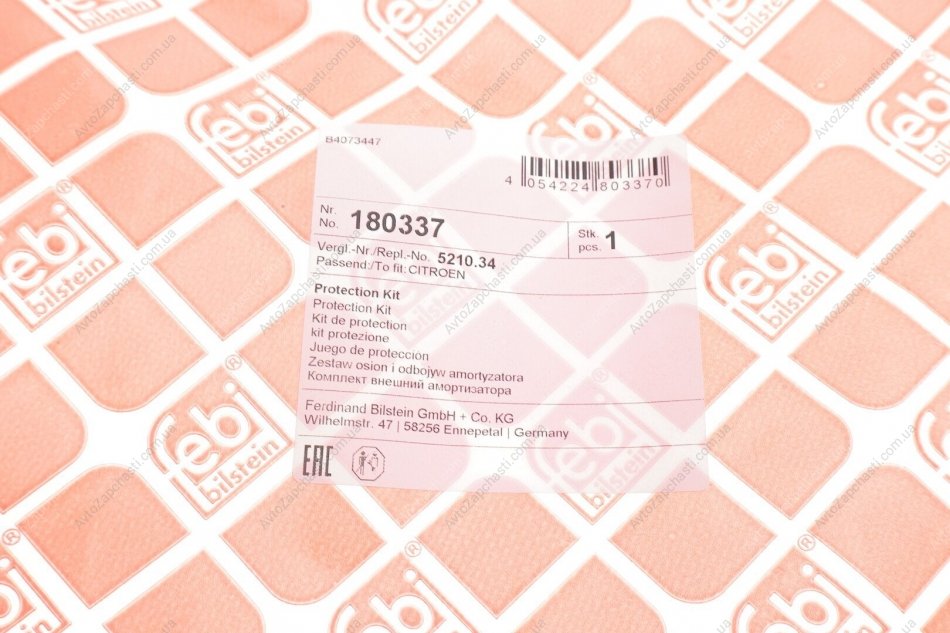 B4073447
4 054224 803370
Nr.
No. 180337
Stk.
pcs. 1
Vergl.-Nr./Repl.-No. 5210.34
Passend:/To fit:CITROEN
Protection Kit
Protection Kit
Kit de protection
kit protezione
Juego de protección
Zestaw osion i odbojyw amortyzatora
Комплект внешний амортизатора
Ferdinand Bilstein GmbH + Co. KG
Wilhelmstr. 47 | 58256 Ennepetal | Germany
EAC
febi
bilstein
®
AvtoZapchasti.com.ua